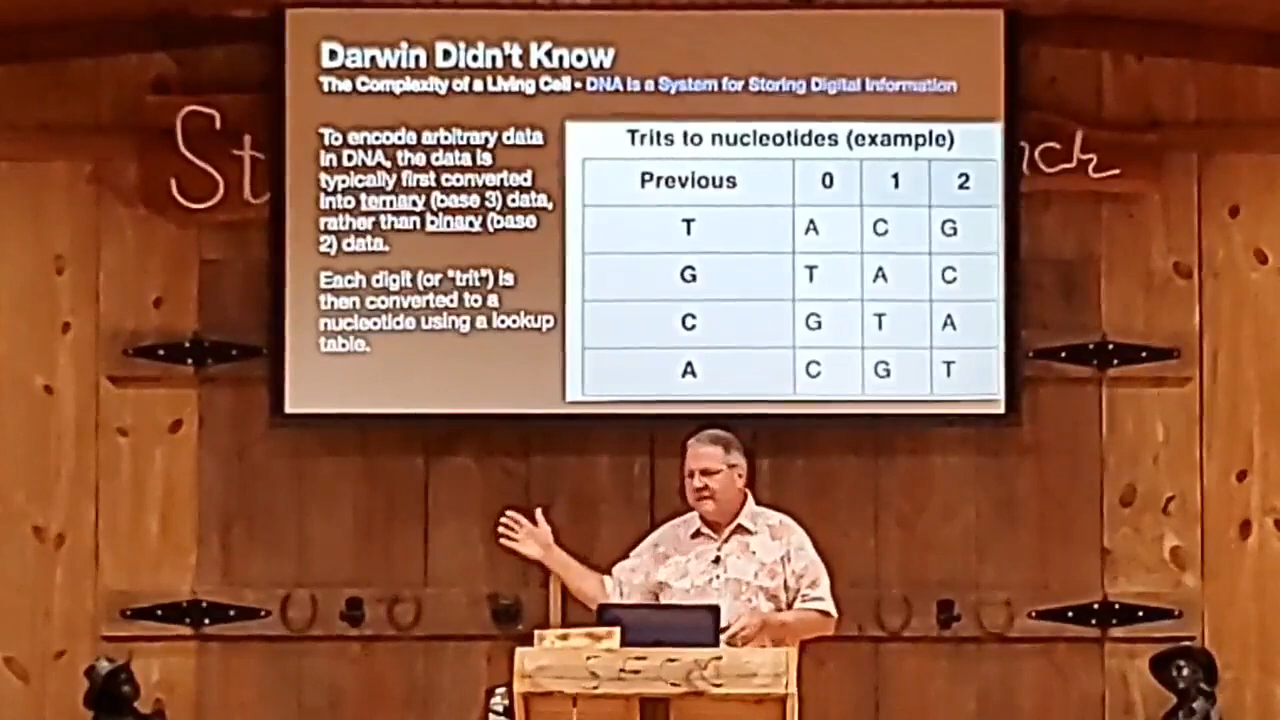 Darwin Didn't Know
The Complexity of a Living Cell - DNA is a System for Storing Digital Information
To encode arbitrary data
in DNA, the data is
typically first converted
into ternary (base 3) data,
rather than binary (base
2) data.
Each digit (or "trit") is
then converted to a
nucleotide using a lookup
table.
Trits to nucleotides (example)
Previous 0 1 2
T A C G
G T A C
C G T A
A C G T
St
nch